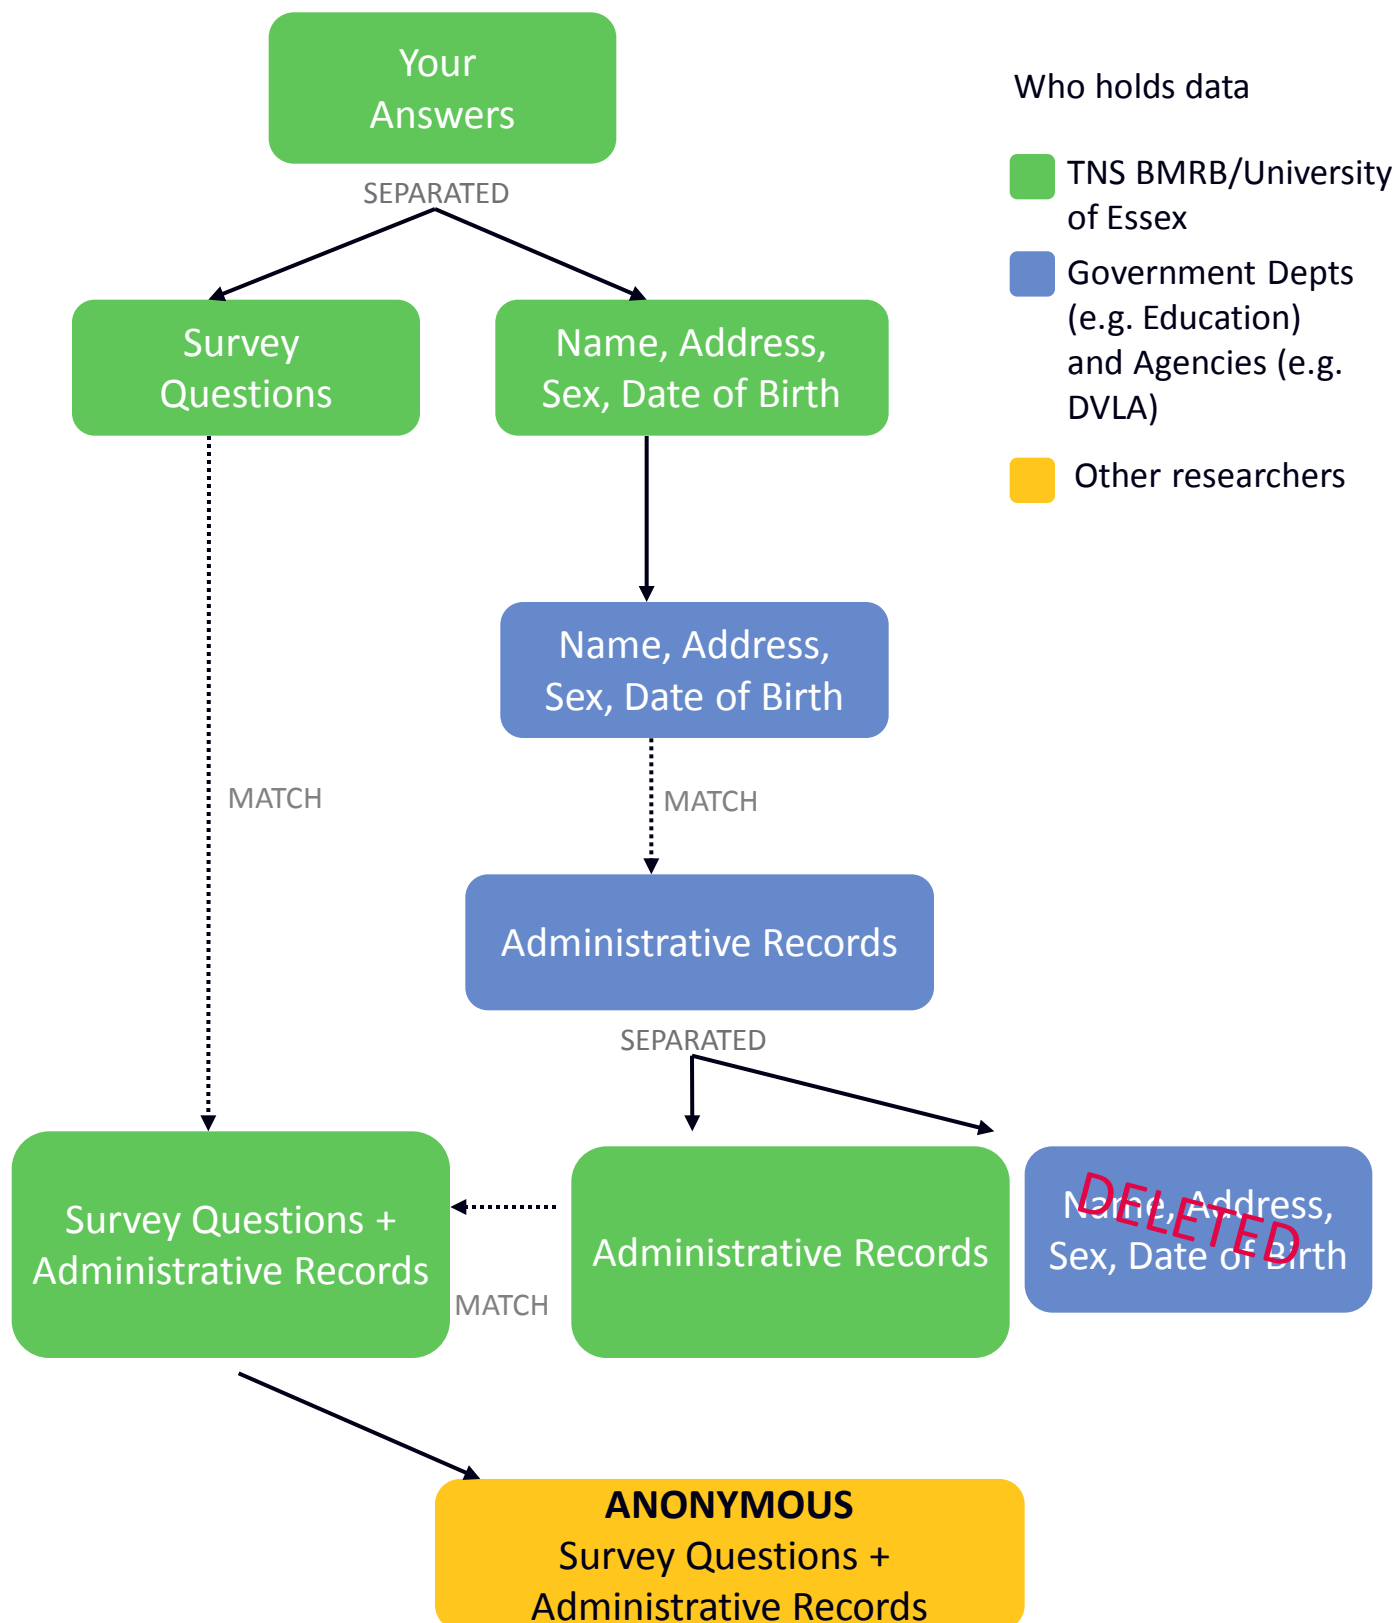 Your
Answers
Who holds data
TNS BMRB/University
of Essex
Government Depts
(e.g. Education)
and Agencies (e.g.
DVLA)
Other researchers
SEPARATED
Survey
Questions
Name, Address,
Sex, Date of Birth
Name, Address,
Sex, Date of Birth
MATCH
MATCH
Administrative Records
SEPARATED
Survey Questions +
Administrative Records
MATCH
Administrative Records
Name, Address,
Sex, Date of Birth
DELETED
ANONYMOUS
Survey Questions +
Administrative Records